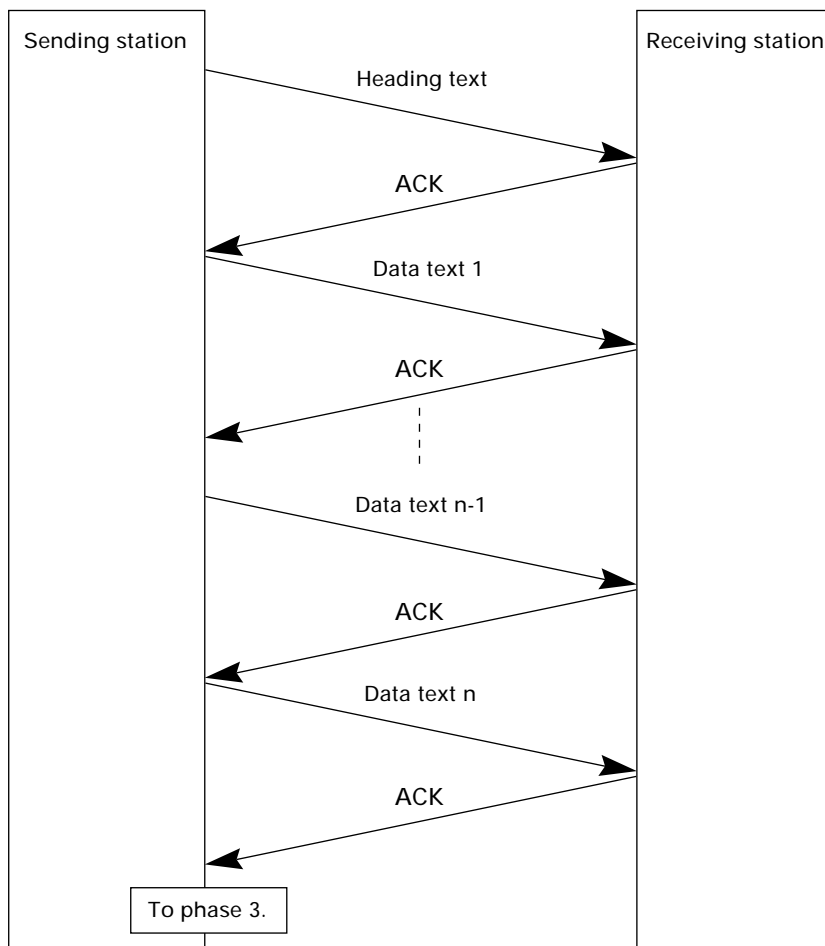 Sending station
Receiving station
Heading text
ACK
Data text 1
ACK
Data text n-1
ACK
Data text n
ACK
To phase 3.